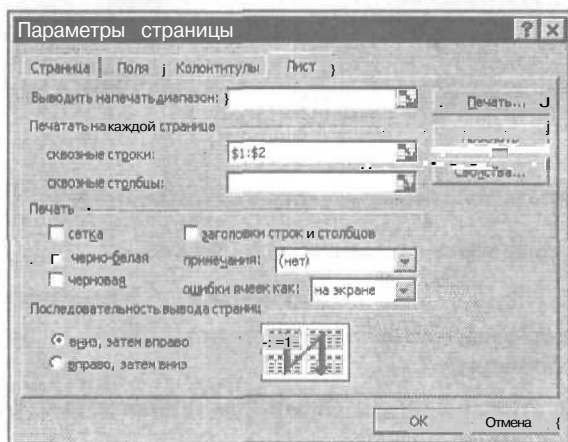 Параметры страницы
Страница Поля Колонтитулы Лист
Выводить на печать диапазон:
Печать...
Печатать на каждой странице
сквозные строки: $1:$2
сквозные столбцы:
Свойства...
Печать
сетка
заголовки строк и столбцов
черно-белая
примечания: (нет)
черновая
ошибки ячеек как: на экране
Последовательность вывода страниц
вниз, затем вправо
вправо, затем вниз
OK Отмена